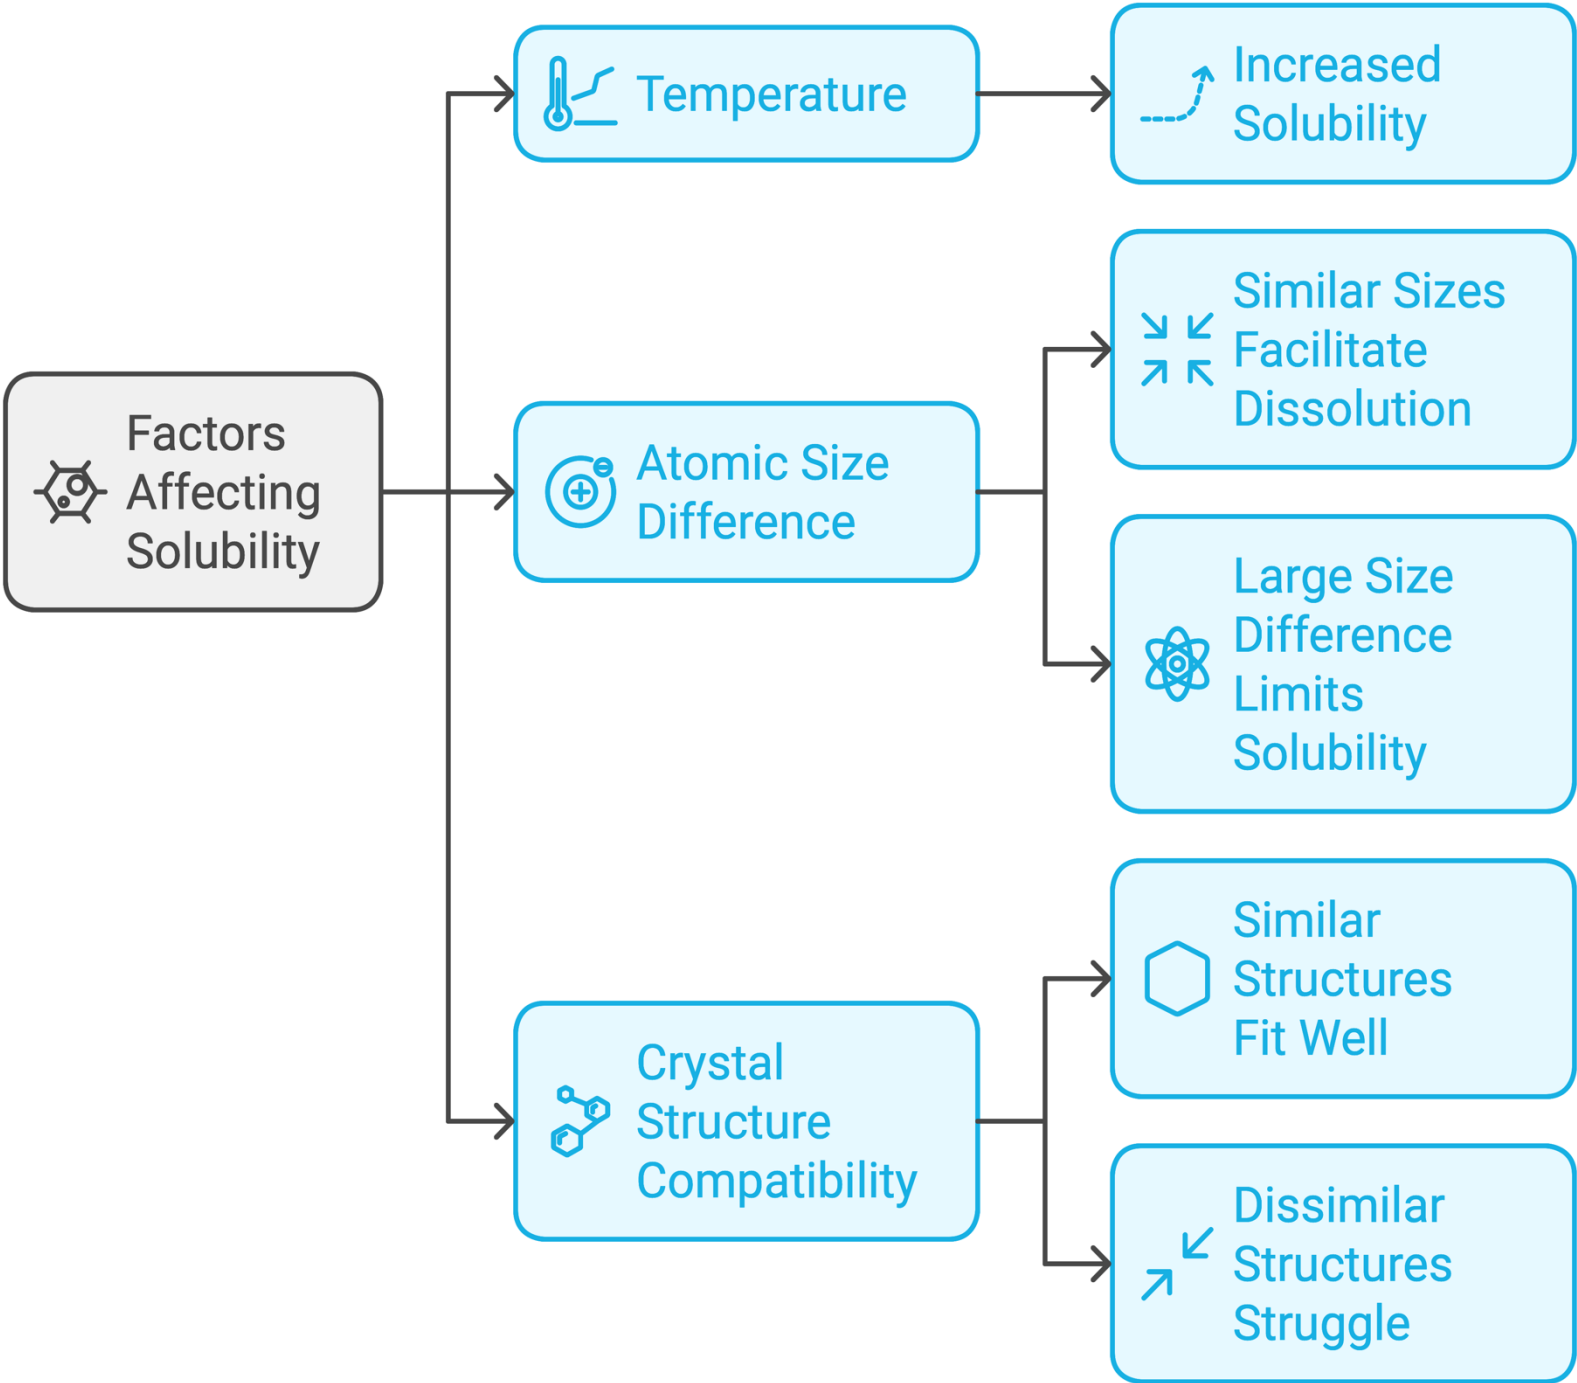 Factors
Affecting
Solubility
Temperature
Increased
Solubility
Atomic Size
Difference
Similar Sizes
Facilitate
Dissolution
Large Size
Difference
Limits
Solubility
Crystal
Structure
Compatibility
Similar
Structures
Fit Well
Dissimilar
Structures
Struggle